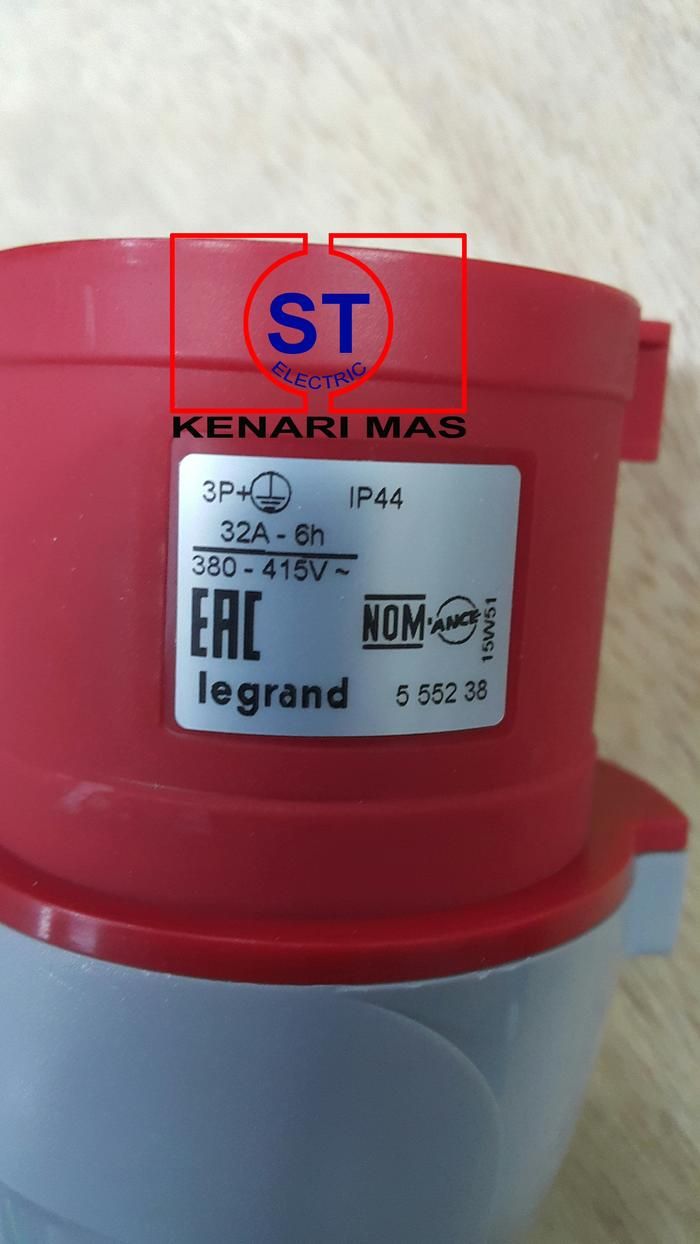 ST
ELECTRIC
KENARI MAS
3P+⏚ IP44
32A - 6h
380 - 415V ~
EAC NOM-ANCE 15W51
legrand 5 552 38